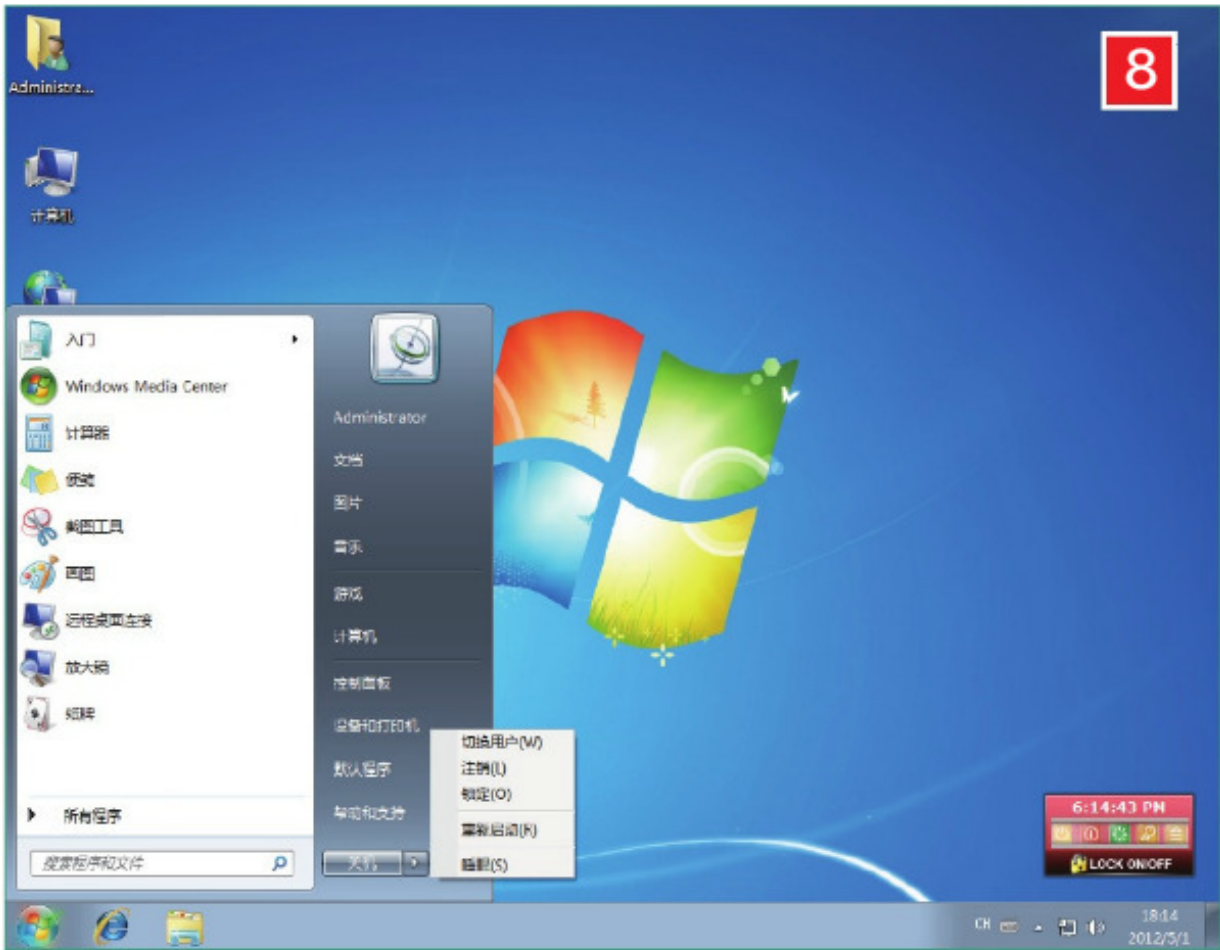 Administra...
8
计算机
入门
Windows Media Center
计算器
便笺
截图工具
画图
远程桌面连接
放大镜
纸牌
所有程序
搜索程序和文件
Administrator
文档
图片
音乐
游戏
计算机
控制面板
设备和打印机
默认程序
帮助和支持
关机
切换用户(W)
注销(L)
锁定(O)
重新启动(R)
睡眠(S)
6:14:43 PM
LOCK ON/OFF
CH
18:14
2012/5/1